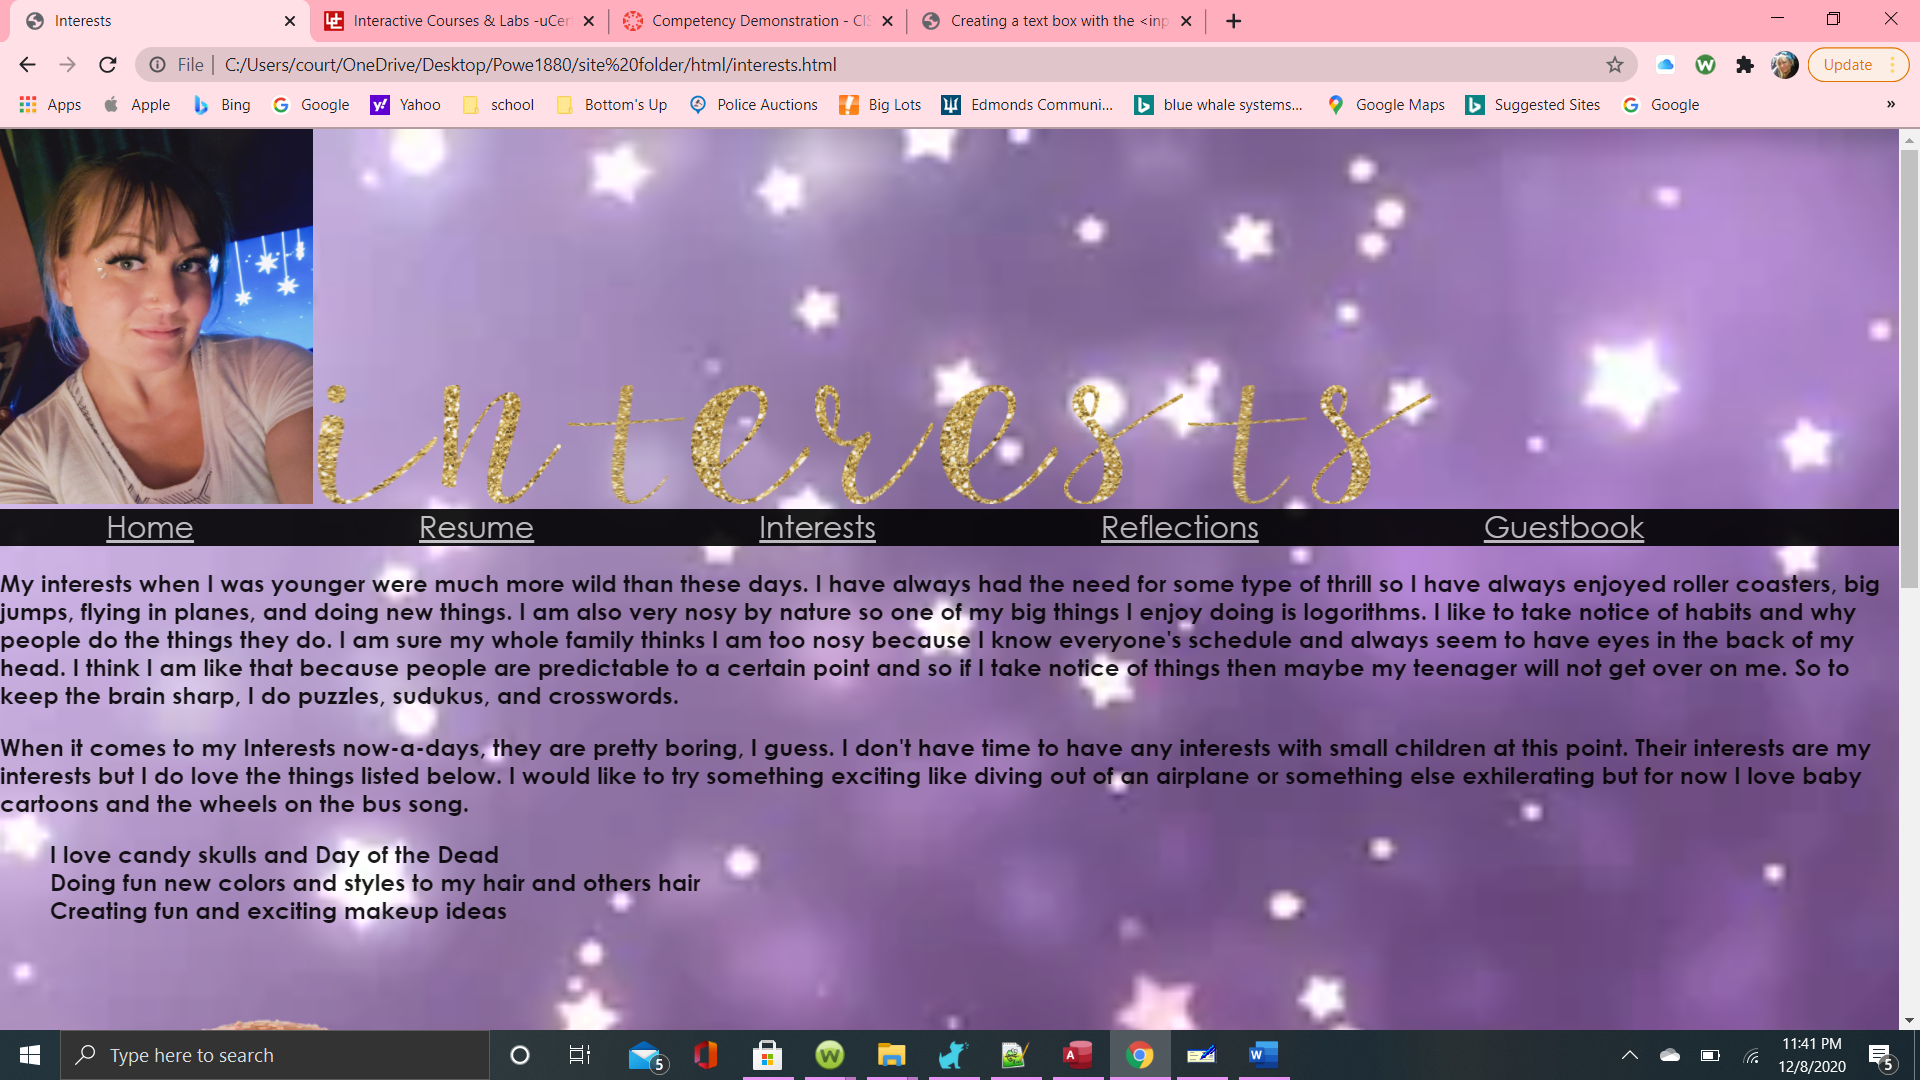 Interests
Interactive Courses & Labs -uCer
Competency Demonstration - CIS
Creating a text box with the <inp
File
C:/Users/court/OneDrive/Desktop/Powe1880/site%20folder/html/interests.html
Update
Apps
Apple
Bing
Google
Yahoo
school
Bottom's Up
Police Auctions
Big Lots
Edmonds Communi...
blue whale systems...
Google Maps
Suggested Sites
Google
»
interests
Home
Resume
Interests
Reflections
Guestbook
My interests when I was younger were much more wild than these days. I have always had the need for some type of thrill so I have always enjoyed roller coasters, big
jumps, flying in planes, and doing new things. I am also very nosy by nature so one of my big things I enjoy doing is logorithms. I like to take notice of habits and why
people do the things they do. I am sure my whole family thinks I am too nosy because I know everyone's schedule and always seem to have eyes in the back of my
head. I think I am like that because people are predictable to a certain point and so if I take notice of things then maybe my teenager will not get over on me. So to
keep the brain sharp, I do puzzles, sudukus, and crosswords.
When it comes to my Interests now-a-days, they are pretty boring, I guess. I don't have time to have any interests with small children at this point. Their interests are my
interests but I do love the things listed below. I would like to try something exciting like diving out of an airplane or something else exhilerating but for now I love baby
cartoons and the wheels on the bus song.
I love candy skulls and Day of the Dead
Doing fun new colors and styles to my hair and others hair
Creating fun and exciting makeup ideas
Type here to search
5
11:41 PM
12/8/2020
5